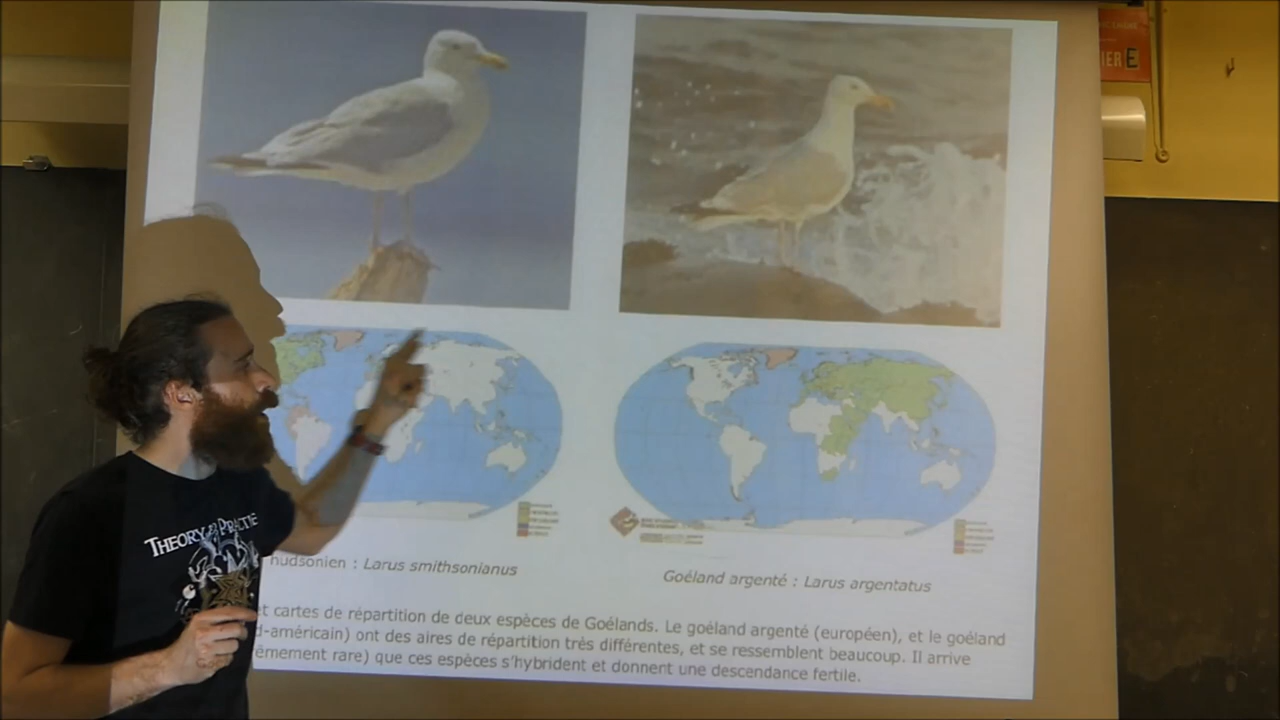 IER E
THEORY & PRACTICE
hudsonien : Larus smithsonianus
Goéland argenté : Larus argentatus
et cartes de répartition de deux espèces de Goélands. Le goéland argenté (européen), et le goéland
d-américain) ont des aires de répartition très différentes, et se ressemblent beaucoup. Il arrive
êmement rare) que ces espèces s'hybrident et donnent une descendance fertile.